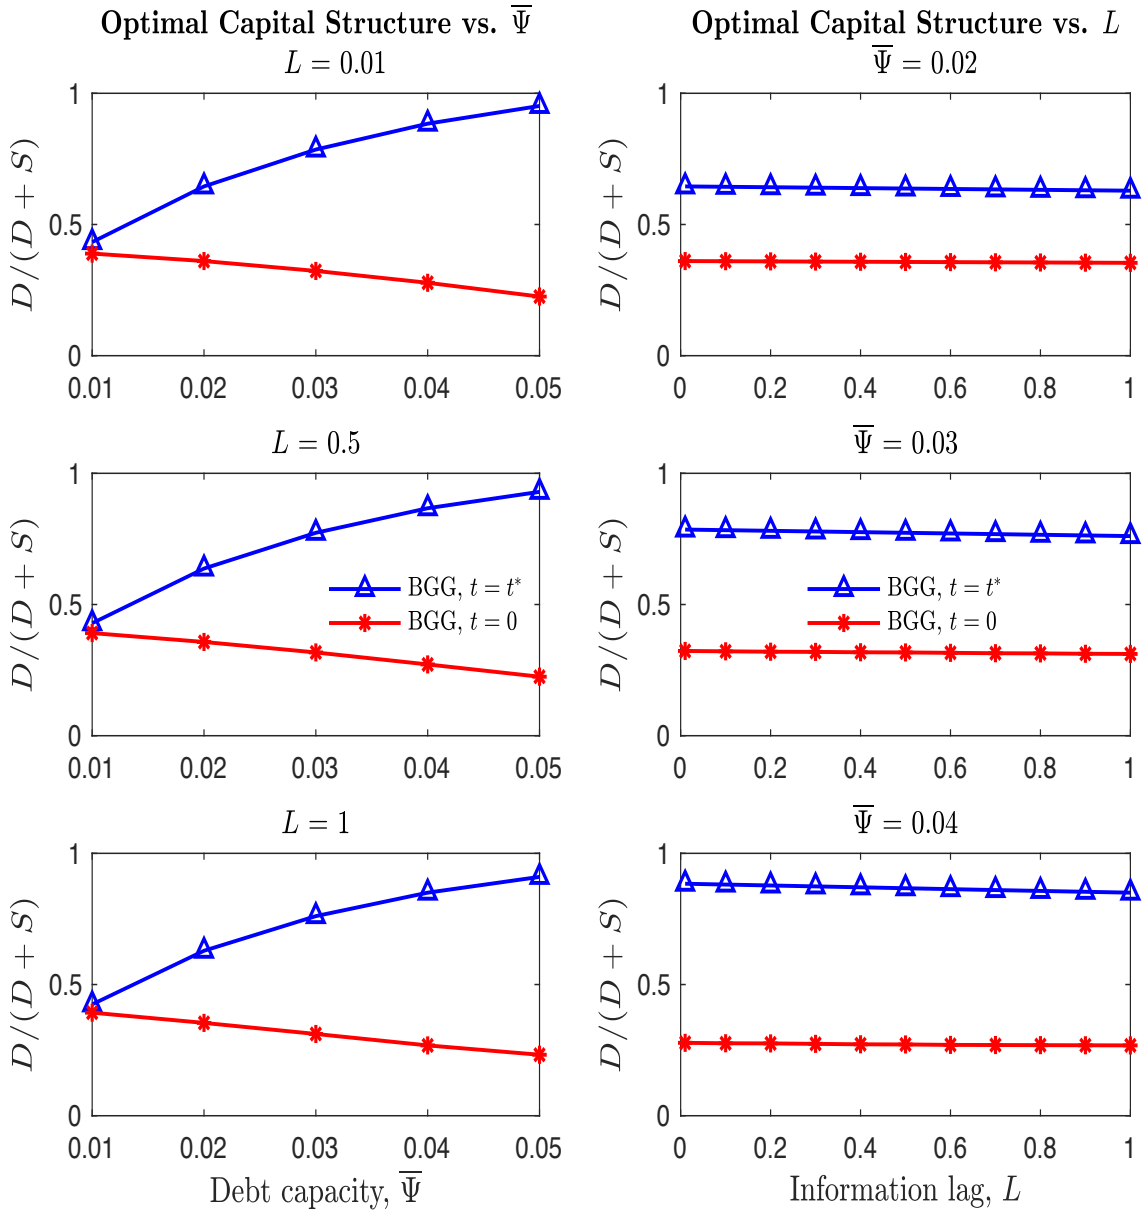 Optimal Capital Structure vs. Ψ̅
L = 0.01
D/(D + S)
1
0.5
0
0.01 0.02 0.03 0.04 0.05
Optimal Capital Structure vs. L
Ψ̅ = 0.02
D/(D + S)
1
0.5
0
0 0.2 0.4 0.6 0.8 1
L = 0.5
D/(D + S)
1
0.5
0
BGG, t = t*
BGG, t = 0
0.01 0.02 0.03 0.04 0.05
Ψ̅ = 0.03
D/(D + S)
1
0.5
0
BGG, t = t*
BGG, t = 0
0 0.2 0.4 0.6 0.8 1
L = 1
D/(D + S)
1
0.5
0
0.01 0.02 0.03 0.04 0.05
Debt capacity, Ψ̅
Ψ̅ = 0.04
D/(D + S)
1
0.5
0
0 0.2 0.4 0.6 0.8 1
Information lag, L